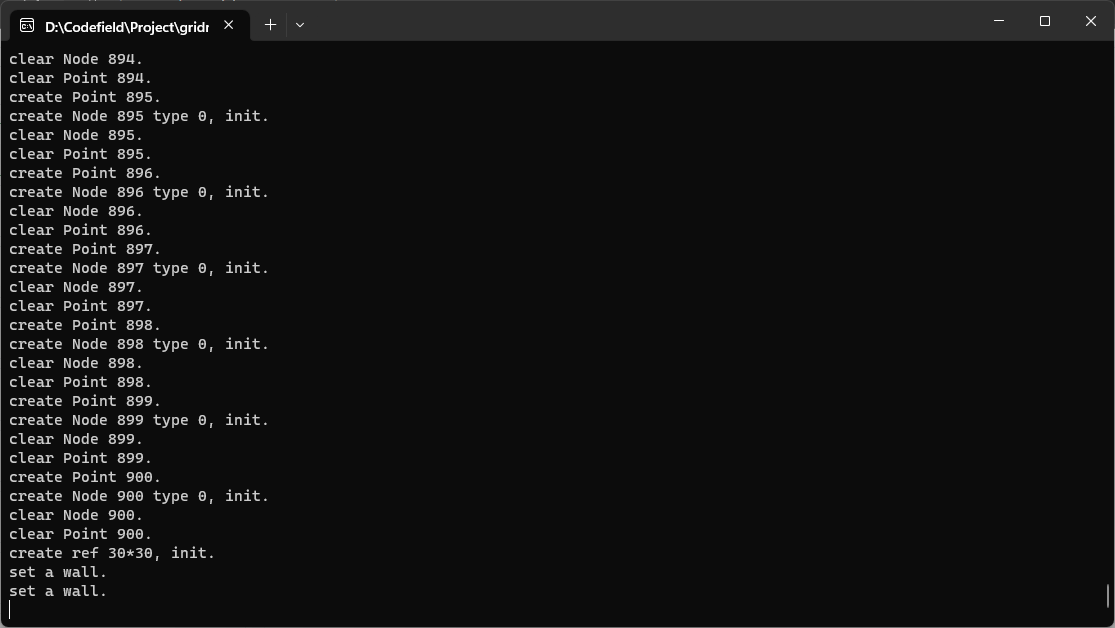 D:\Codefield\Project\gridr
clear Node 894.
clear Point 894.
create Point 895.
create Node 895 type 0, init.
clear Node 895.
clear Point 895.
create Point 896.
create Node 896 type 0, init.
clear Node 896.
clear Point 896.
create Point 897.
create Node 897 type 0, init.
clear Node 897.
clear Point 897.
create Point 898.
create Node 898 type 0, init.
clear Node 898.
clear Point 898.
create Point 899.
create Node 899 type 0, init.
clear Node 899.
clear Point 899.
create Point 900.
create Node 900 type 0, init.
clear Node 900.
clear Point 900.
create ref 30*30, init.
set a wall.
set a wall.